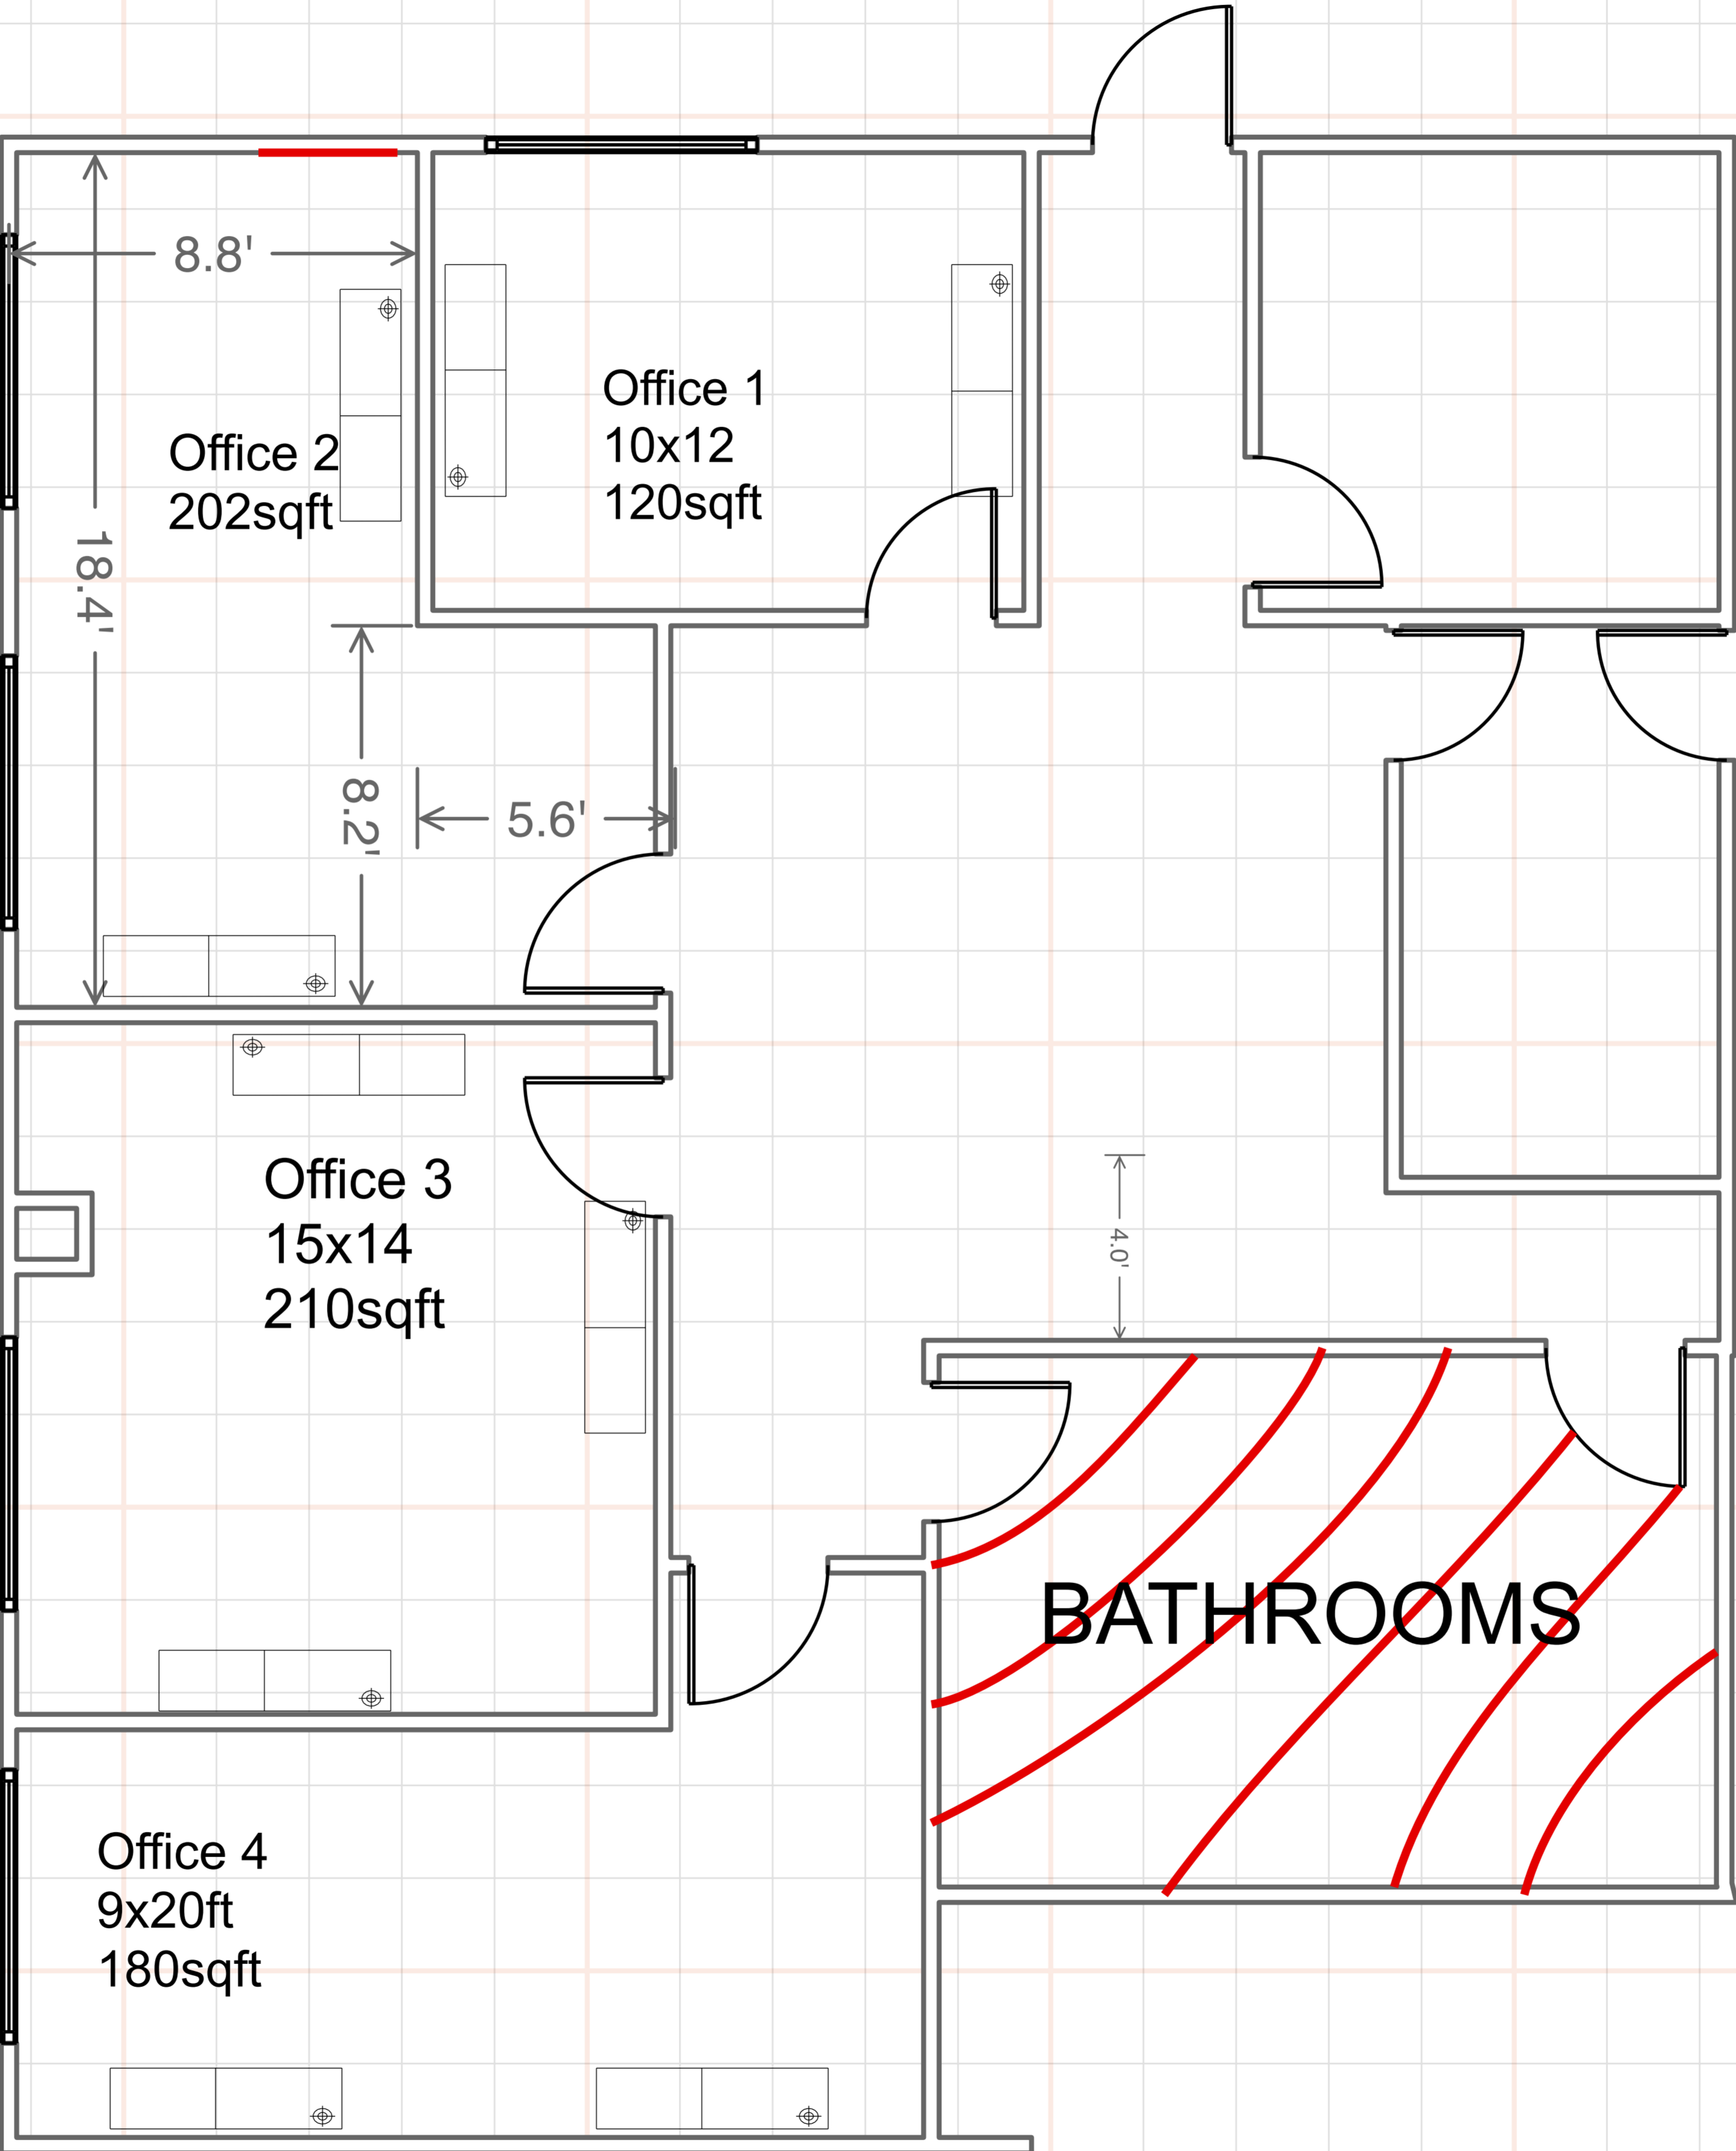 8.8'
Office 1
10x12
120sqft
Office 2
202sqft
18.4'
8.2'
5.6'
Office 3
15x14
210sqft
4.0'
BATHROOMS
Office 4
9x20ft
180sqft